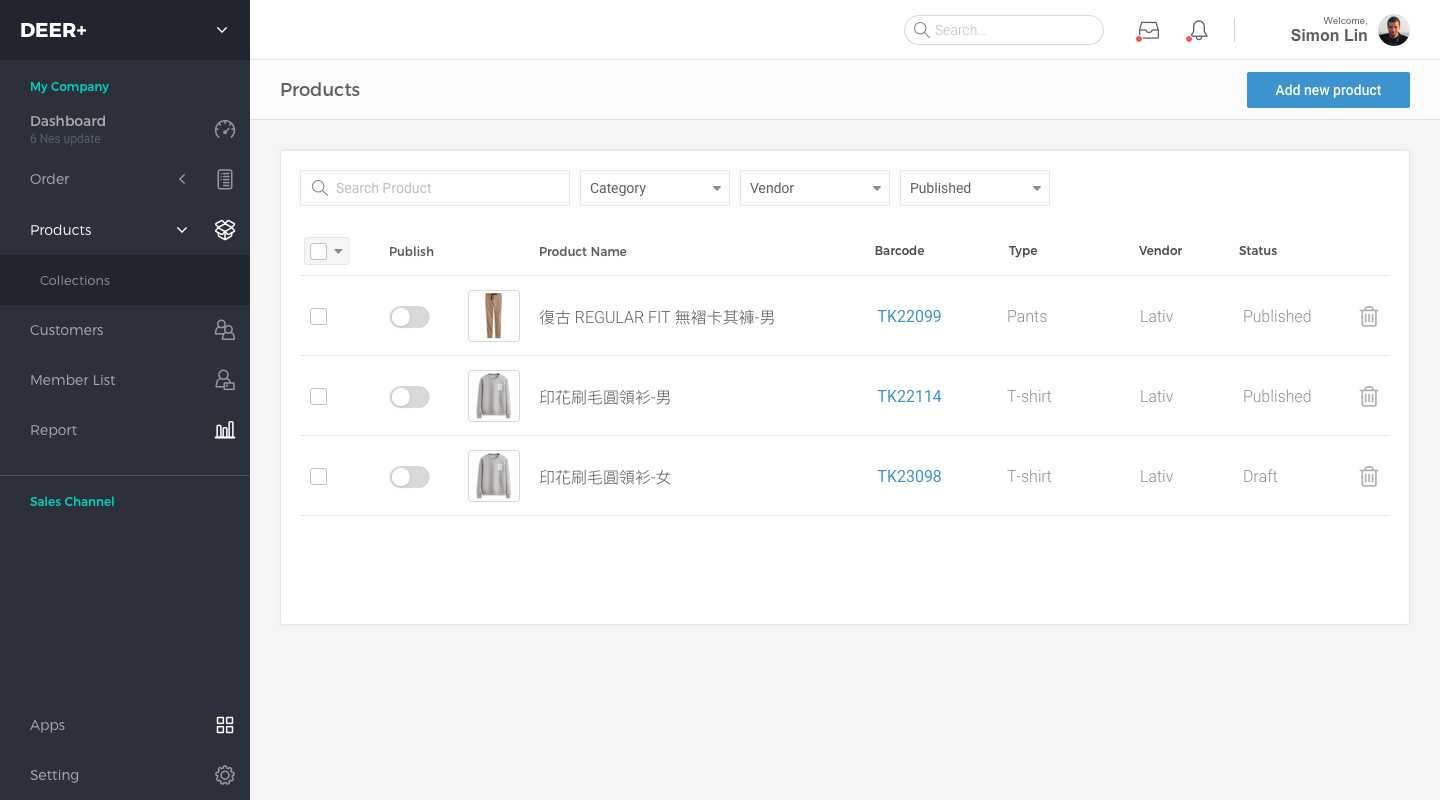 DEER+
Search...
Welcome,
Simon Lin
My Company
Dashboard
6 Nes update
Order
Products
Collections
Customers
Member List
Report
Sales Channel
Apps
Setting
Products
Add new product
Search Product
Category
Vendor
Published
Publish
Product Name
Barcode
Type
Vendor
Status
復古 REGULAR FIT 無褶卡其褲-男
TK22099
Pants
Lativ
Published
印花刷毛圓領衫-男
TK22114
T-shirt
Lativ
Published
印花刷毛圓領衫-女
TK23098
T-shirt
Lativ
Draft